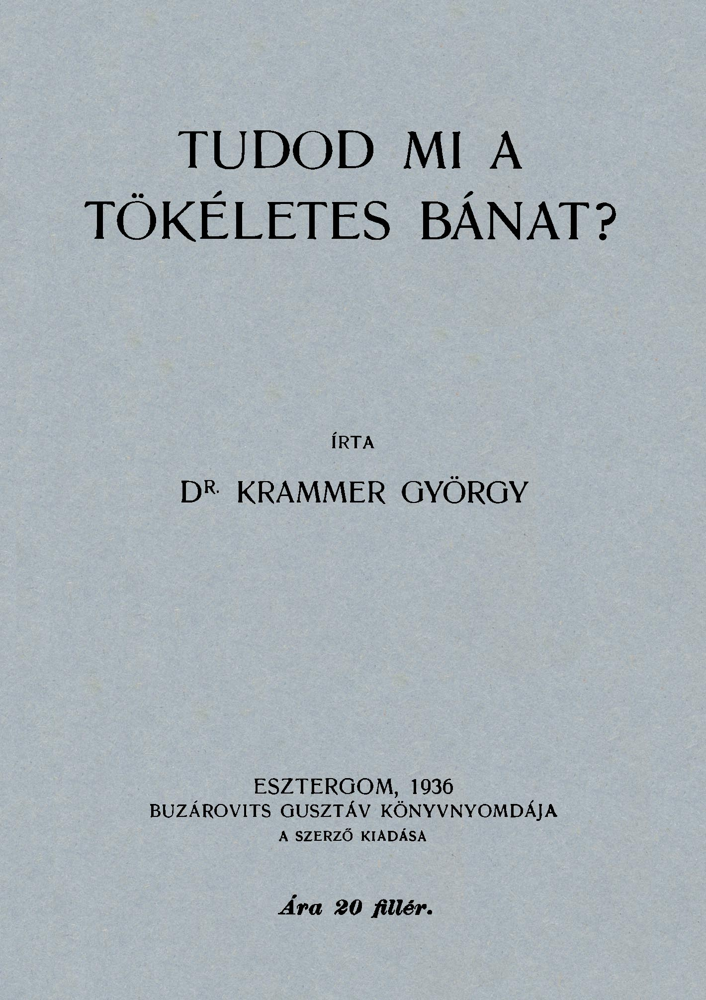 TUDOD MI A
TÖKÉLETES BÁNAT?
ÍRTA
DR. KRAMMER GYÖRGY
ESZTERGOM, 1936
BUZÁROVITS GUSZTÁV KÖNYVNYOMDÁJA
A SZERZŐ KIADÁSA
Ára 20 fillér.